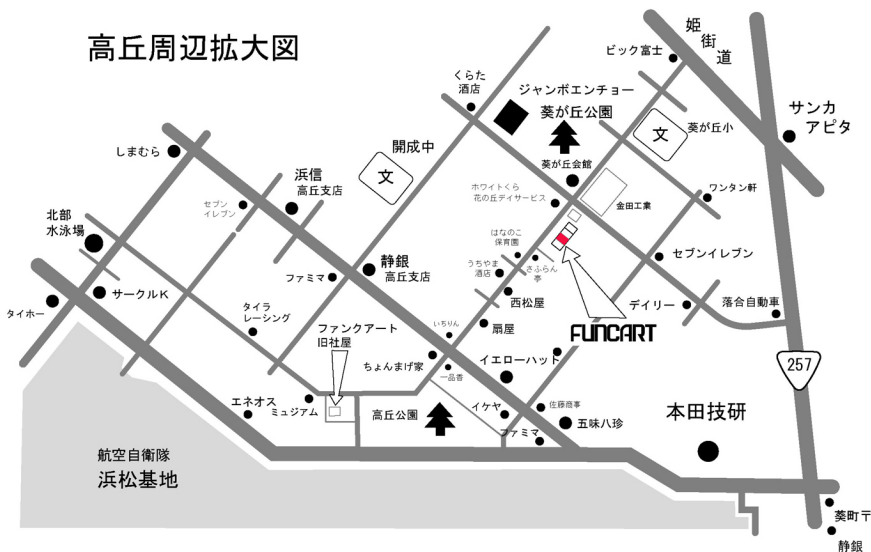 高丘周辺拡大図
姫
街
道
ビック富士
くらた
酒店
ジャンボエンチョー
葵が丘公園
サンカ
アピタ
文
葵が丘小
しまむら
開成中
文
浜信
高丘支店
葵が丘会館
ホワイトくら
花の丘デイサービス
ワンタン軒
金田工業
セブン
イレブン
北部
水泳場
はなのこ
保育園
静銀
高丘支店
セブンイレブン
ファミマ
うちやま
酒店
さふらん
亭
サークルK
タイホー
西松屋
デイリー
落合自動車
タイラ
レーシング
ファンクアート
旧社屋
いちりん
扇屋
FUNCART
ちょんまげ家
イエローハット
257
一品香
エネオス
ミュジアム
高丘公園
イケヤ
佐藤商事
五味八珍
本田技研
ファミマ
航空自衛隊
浜松基地
葵町〒
静銀